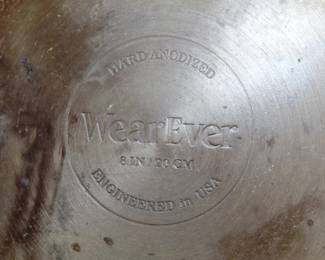 HARD ANODIZED
WearEver
8 IN / 20 CM
ENGINEERED in USA